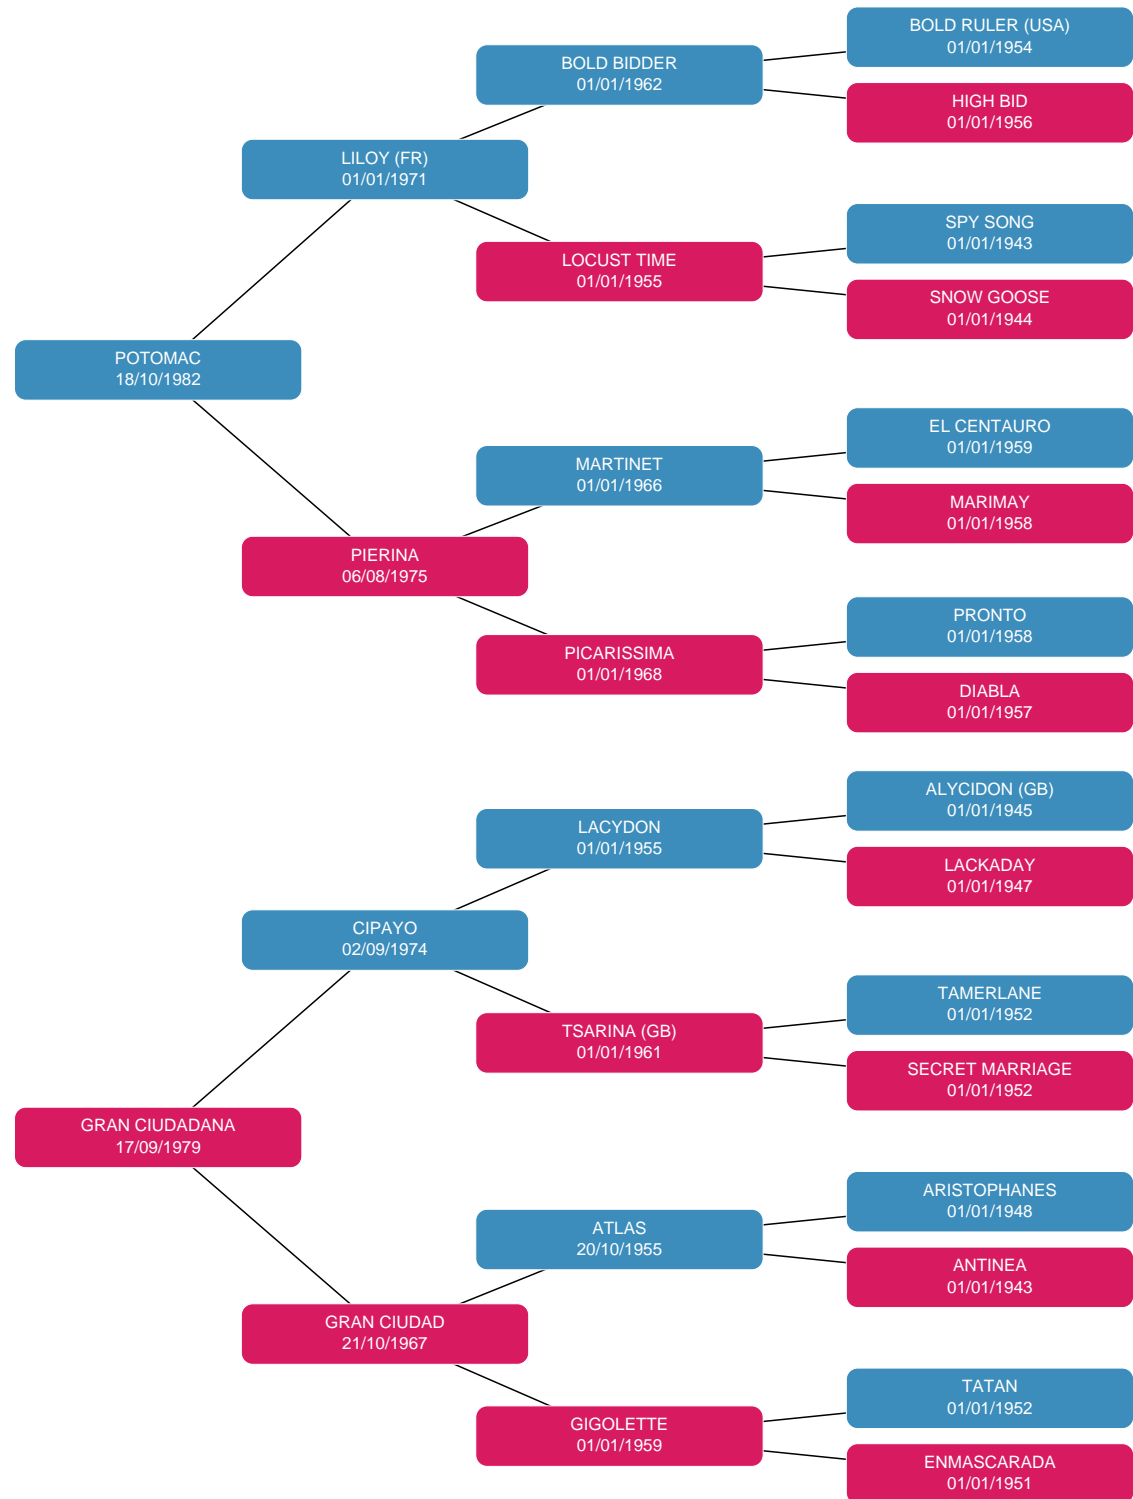 BOLD RULER (USA)
01/01/1954
BOLD BIDDER
01/01/1962
HIGH BID
01/01/1956
LILOY (FR)
01/01/1971
SPY SONG
01/01/1943
LOCUST TIME
01/01/1955
SNOW GOOSE
01/01/1944
POTOMAC
18/10/1982
EL CENTAURO
01/01/1959
MARTINET
01/01/1966
MARIMAY
01/01/1958
PIERINA
06/08/1975
PRONTO
01/01/1958
PICARISSIMA
01/01/1968
DIABLA
01/01/1957
ALYCIDON (GB)
01/01/1945
LACYDON
01/01/1955
LACKADAY
01/01/1947
CIPAYO
02/09/1974
TAMERLANE
01/01/1952
TSARINA (GB)
01/01/1961
SECRET MARRIAGE
01/01/1952
GRAN CIUDADANA
17/09/1979
ARISTOPHANES
01/01/1948
ATLAS
20/10/1955
ANTINEA
01/01/1943
GRAN CIUDAD
21/10/1967
TATAN
01/01/1952
GIGOLETTE
01/01/1959
ENMASCARADA
01/01/1951